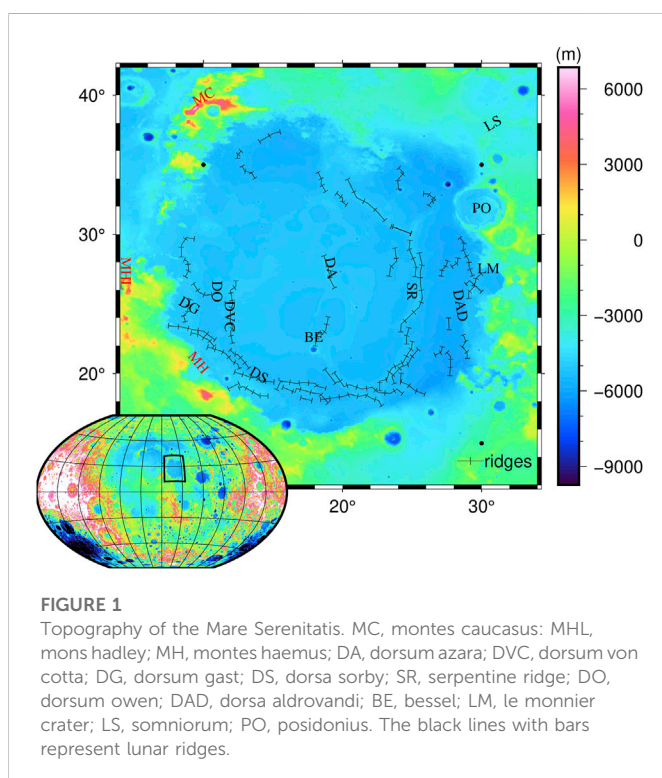 (m)
40°
30°
20°
20°
30°
6000
3000
0
−3000
−6000
−9000
MC
LS
PO
MHL
DO
DA
SR
LM
DG
DVC
DAD
BE
MH
DS
ridges
FIGURE 1
Topography of the Mare Serenitatis. MC, montes caucasus: MHL,
mons hadley; MH, montes haemus; DA, dorsum azara; DVC, dorsum von
cotta; DG, dorsum gast; DS, dorsa sorby; SR, serpentine ridge; DO,
dorsum owen; DAD, dorsa aldrovandi; BE, bessel; LM, le monnier
crater; LS, somniorum; PO, posidonius. The black lines with bars
represent lunar ridges.